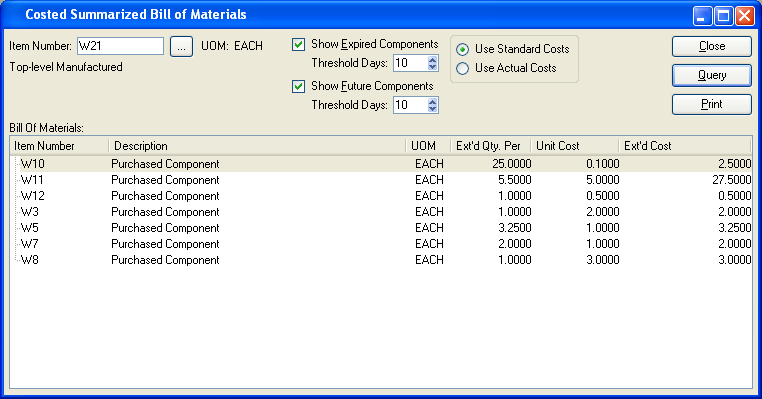 Costed Summarized Bill of Materials
Item Number: W21 ... UOM: EACH
Top-level Manufactured
Show Expired Components
Threshold Days: 10
Show Future Components
Threshold Days: 10
Use Standard Costs
Use Actual Costs
Close
Query
Print
Bill Of Materials:
Item Number Description UOM Ext'd Qty. Per Unit Cost Ext'd Cost
W10 Purchased Component EACH 25.0000 0.1000 2.5000
W11 Purchased Component EACH 5.5000 5.0000 27.5000
W12 Purchased Component EACH 1.0000 0.5000 0.5000
W3 Purchased Component EACH 1.0000 2.0000 2.0000
W5 Purchased Component EACH 3.2500 1.0000 3.2500
W7 Purchased Component EACH 2.0000 1.0000 2.0000
W8 Purchased Component EACH 1.0000 3.0000 3.0000